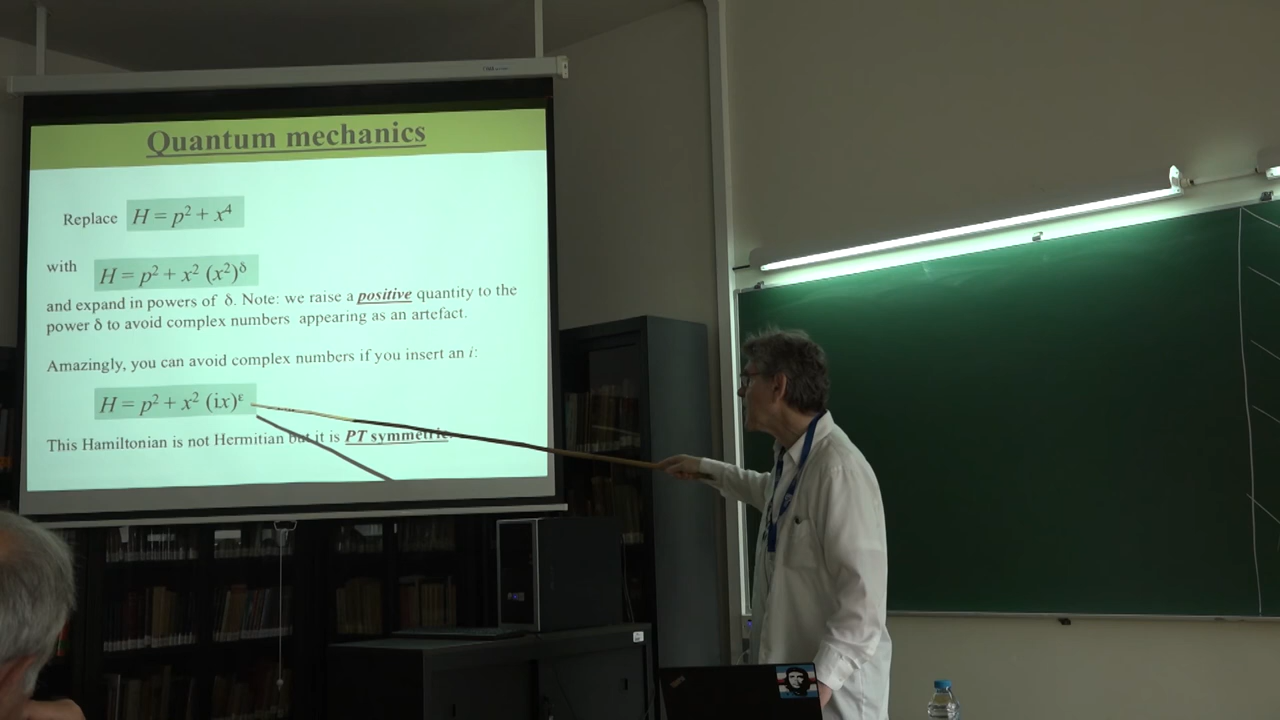 Quantum mechanics
Replace H = p² + x⁴
with H = p² + x² (x²)^δ
and expand in powers of δ. Note: we raise a positive quantity to the
power δ to avoid complex numbers appearing as an artefact.
Amazingly, you can avoid complex numbers if you insert an i:
H = p² + x² (ix)^ε
This Hamiltonian is not Hermitian but it is PT symmetric.